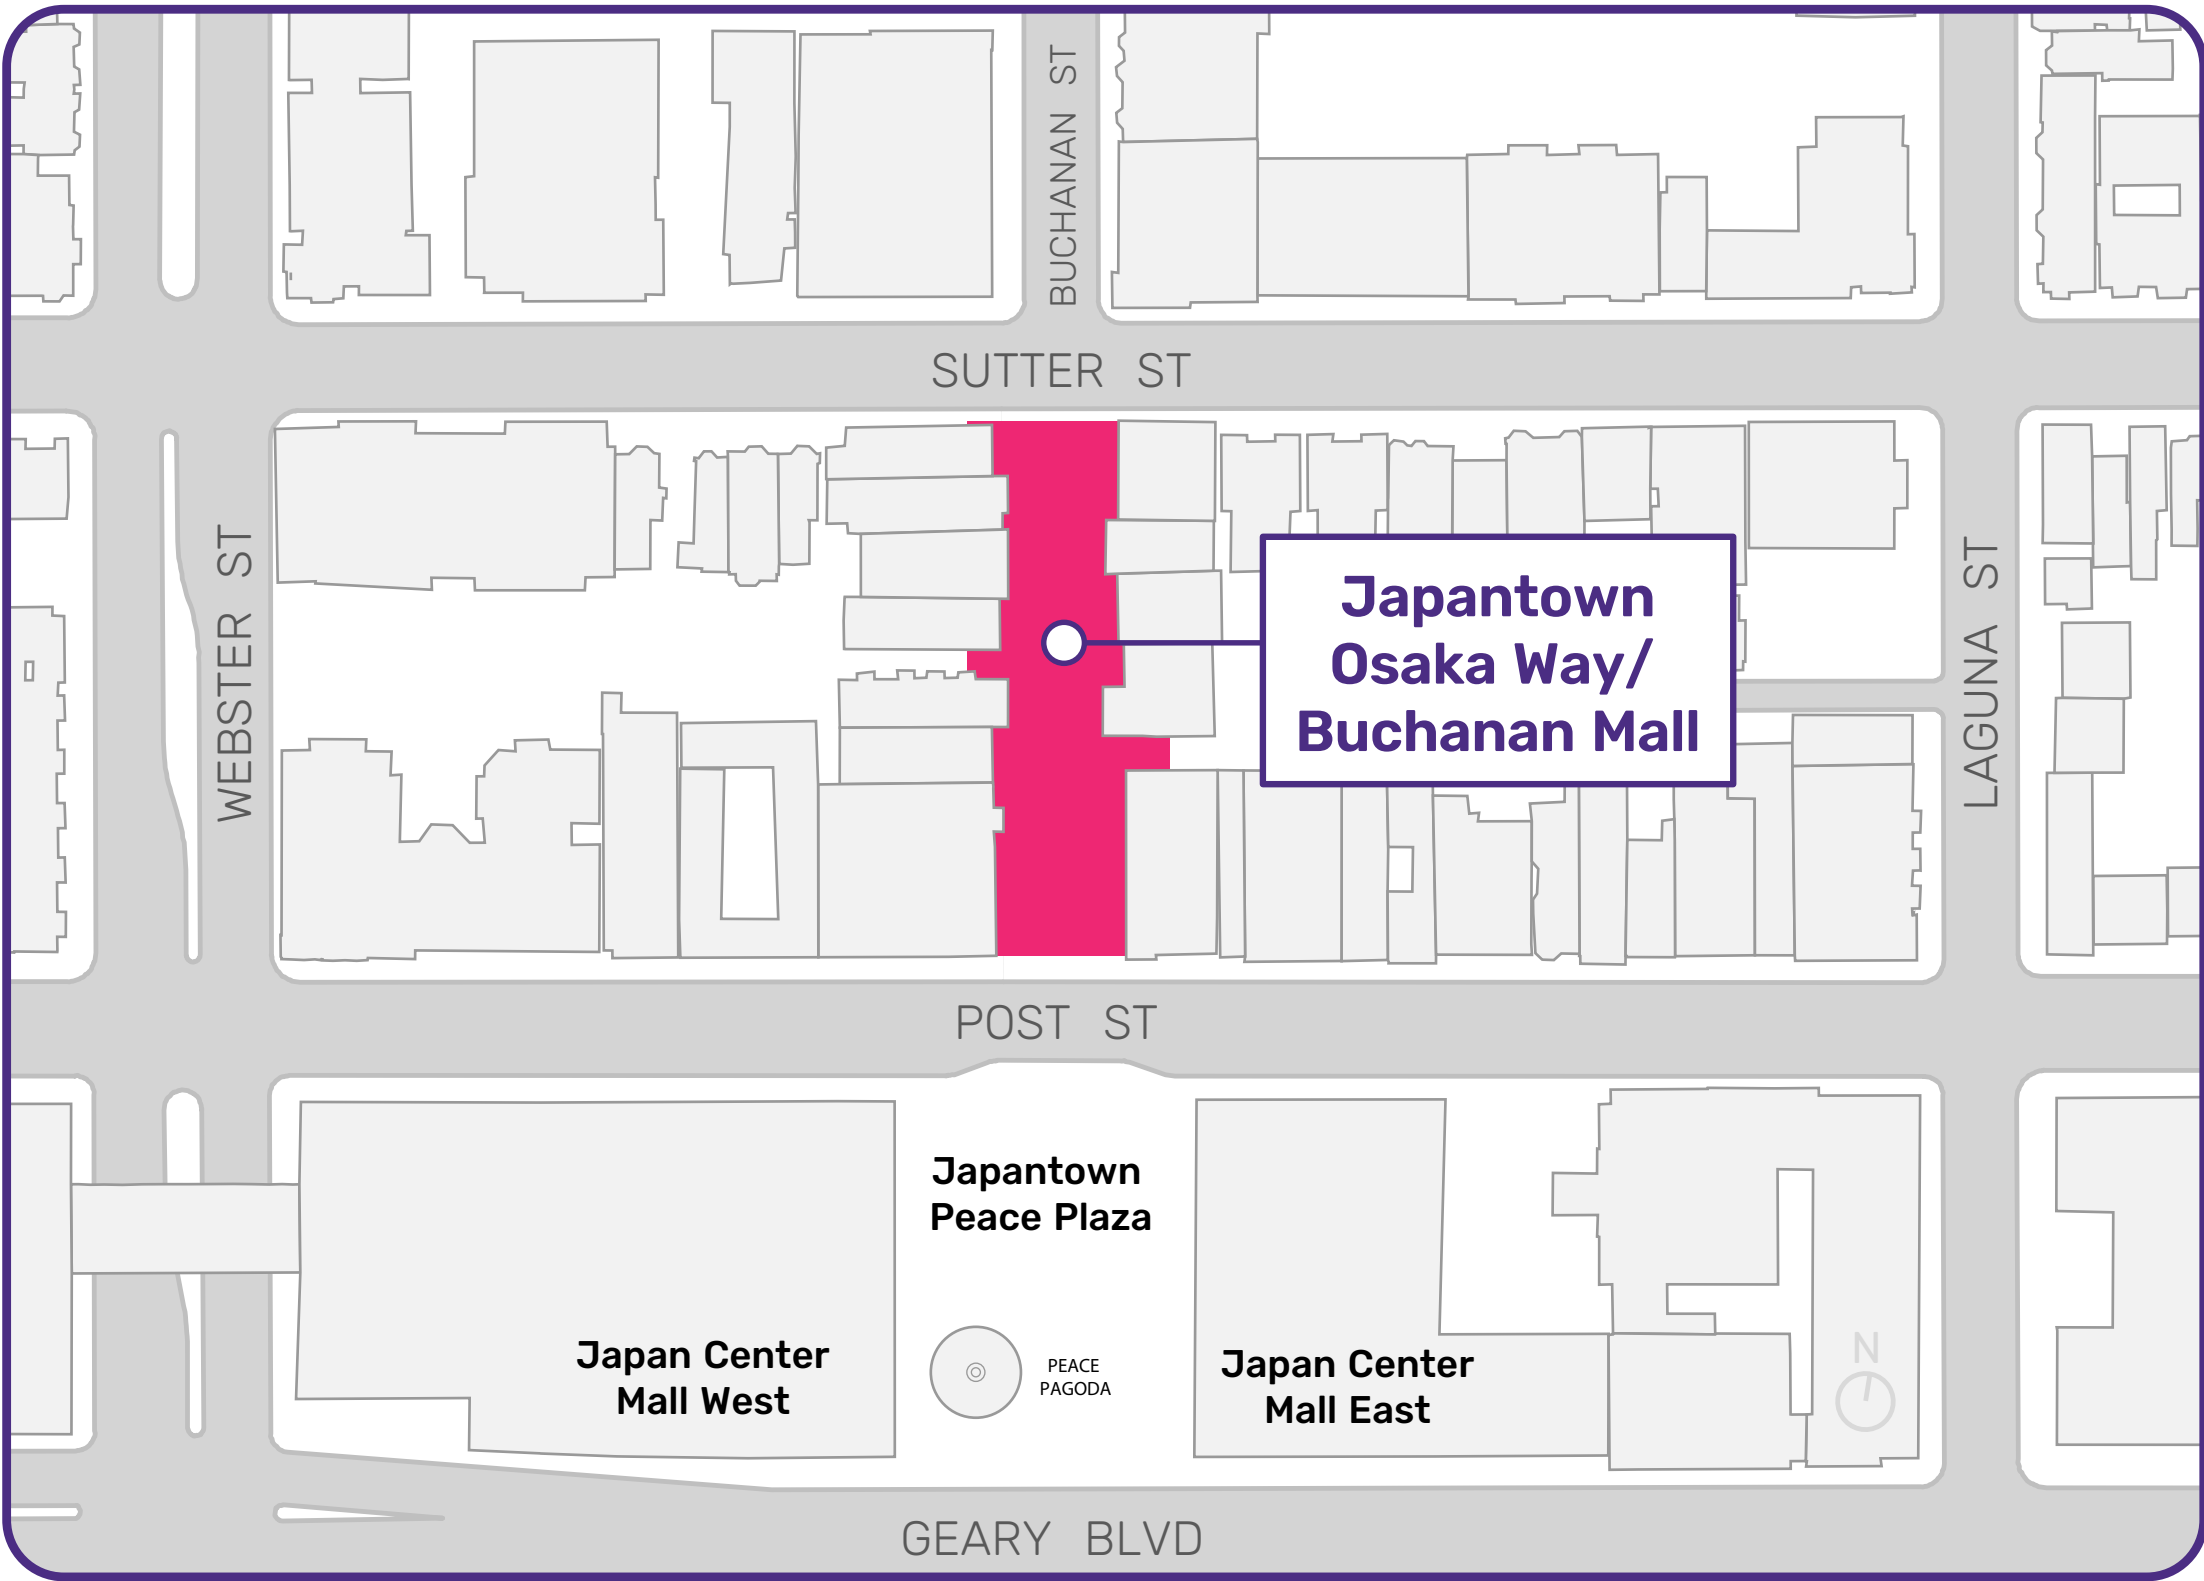 BUCHANAN ST
SUTTER ST
WEBSTER ST
Japantown
Osaka Way/
Buchanan Mall
LAGUNA ST
POST ST
Japantown
Peace Plaza
Japan Center
Mall West
PEACE
PAGODA
Japan Center
Mall East
N
GEARY BLVD